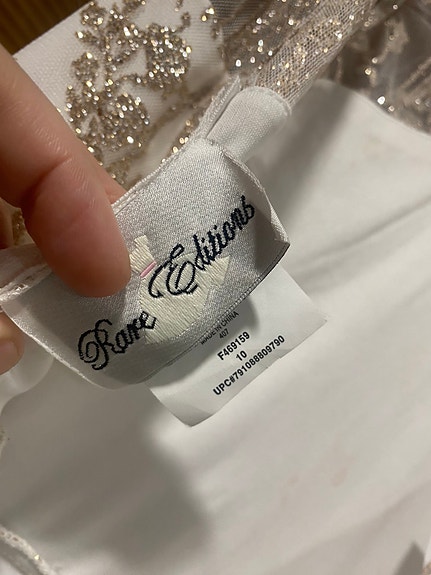 Rare Editions
MADE IN CHINA
407
F469159
10
UPC#791088809790